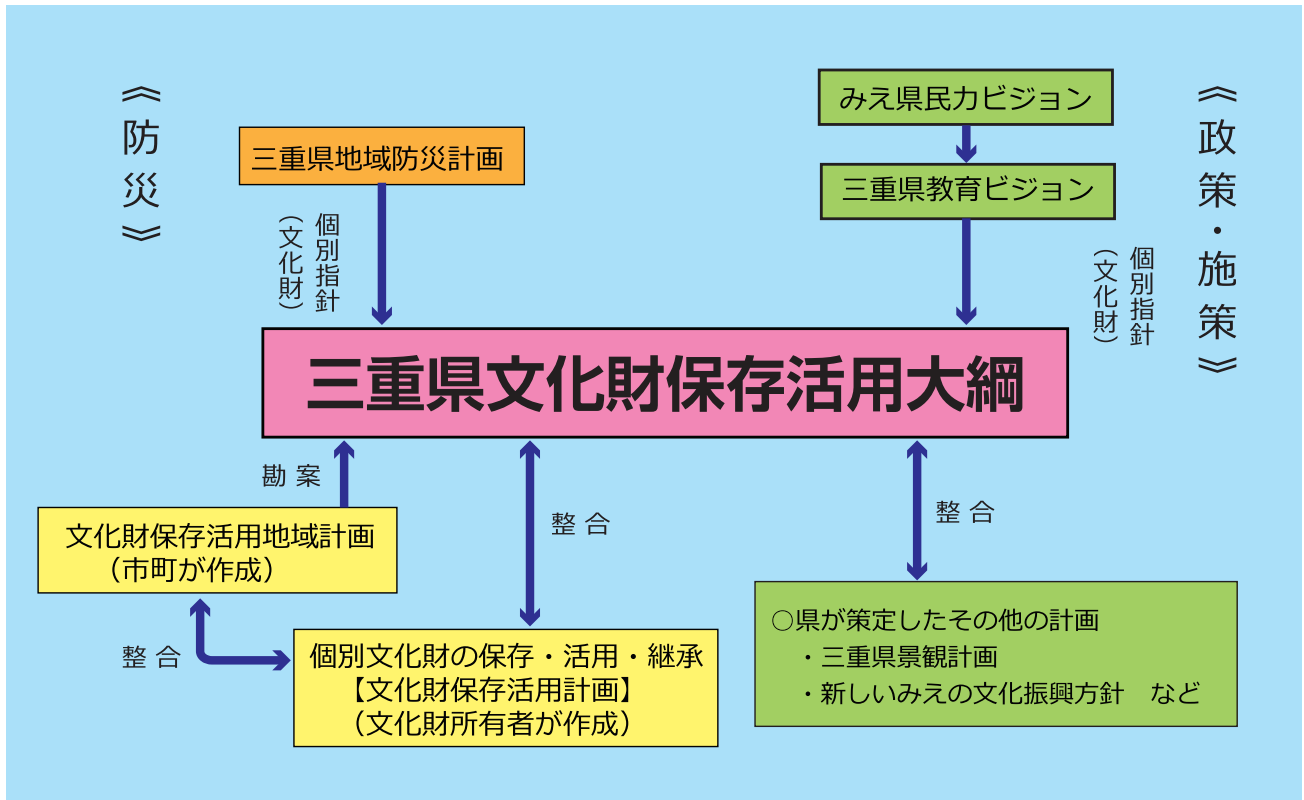 《防災》
三重県地域防災計画
個別指針
（文化財）
みえ県民力ビジョン
三重県教育ビジョン
《政策・施策》
個別指針
（文化財）
三重県文化財保存活用大綱
勘案
整合
整合
文化財保存活用地域計画
（市町が作成）
整合
個別文化財の保存・活用・継承
【文化財保存活用計画】
（文化財所有者が作成）
○県が策定したその他の計画
・三重県景観計画
・新しいみえの文化振興方針　など